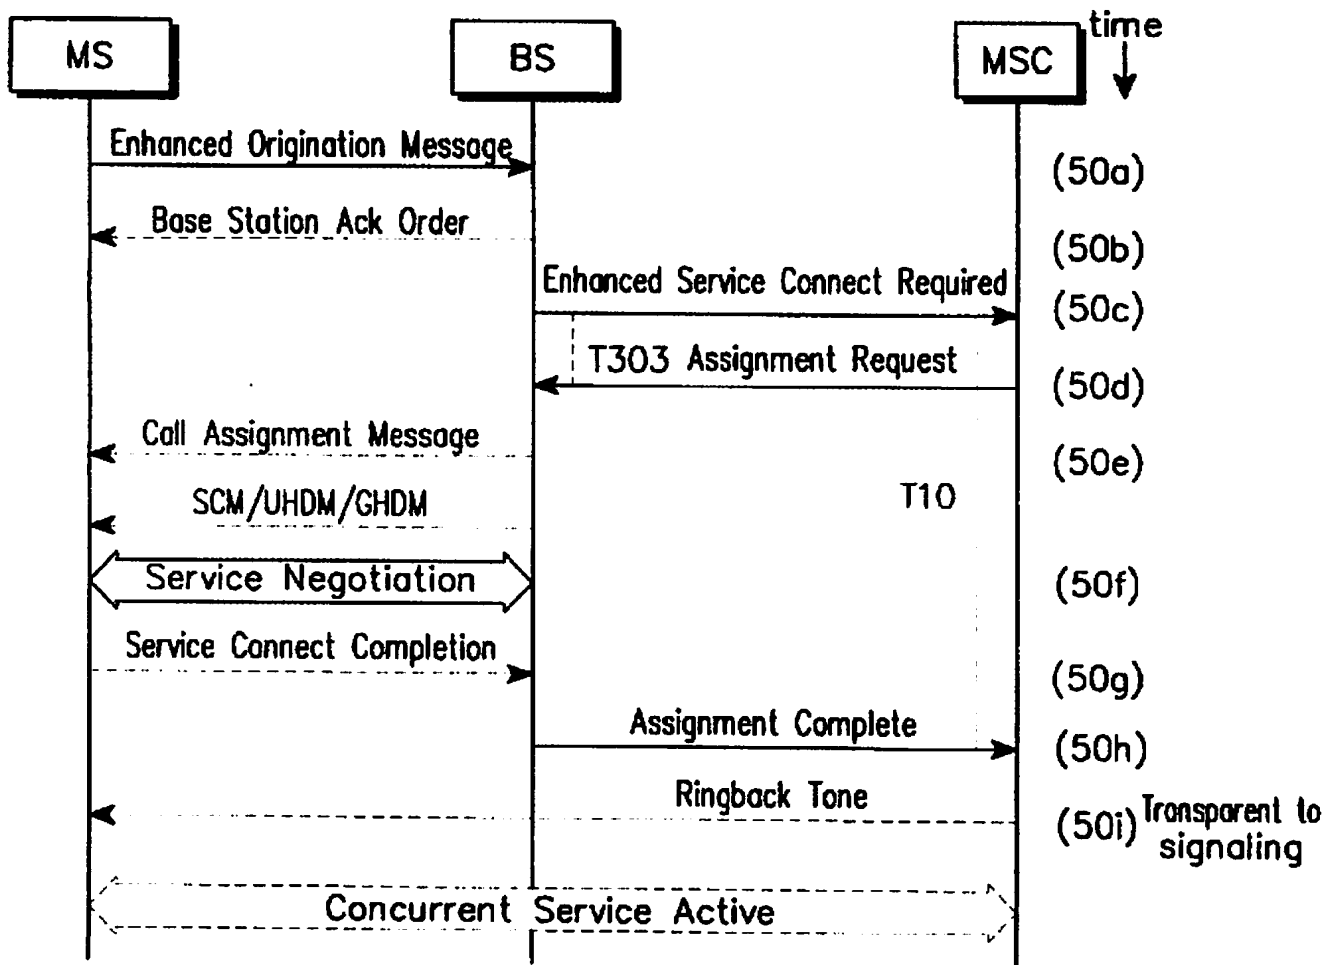 MS
BS
MSC
time
Enhanced Origination Message
(50a)
Base Station Ack Order
(50b)
Enhanced Service Connect Required
(50c)
T303 Assignment Request
(50d)
Call Assignment Message
(50e)
SCM/UHDM/GHDM
T10
Service Negotiation
(50f)
Service Connect Completion
(50g)
Assignment Complete
(50h)
Ringback Tone
(50i) Transparent to
signaling
Concurrent Service Active